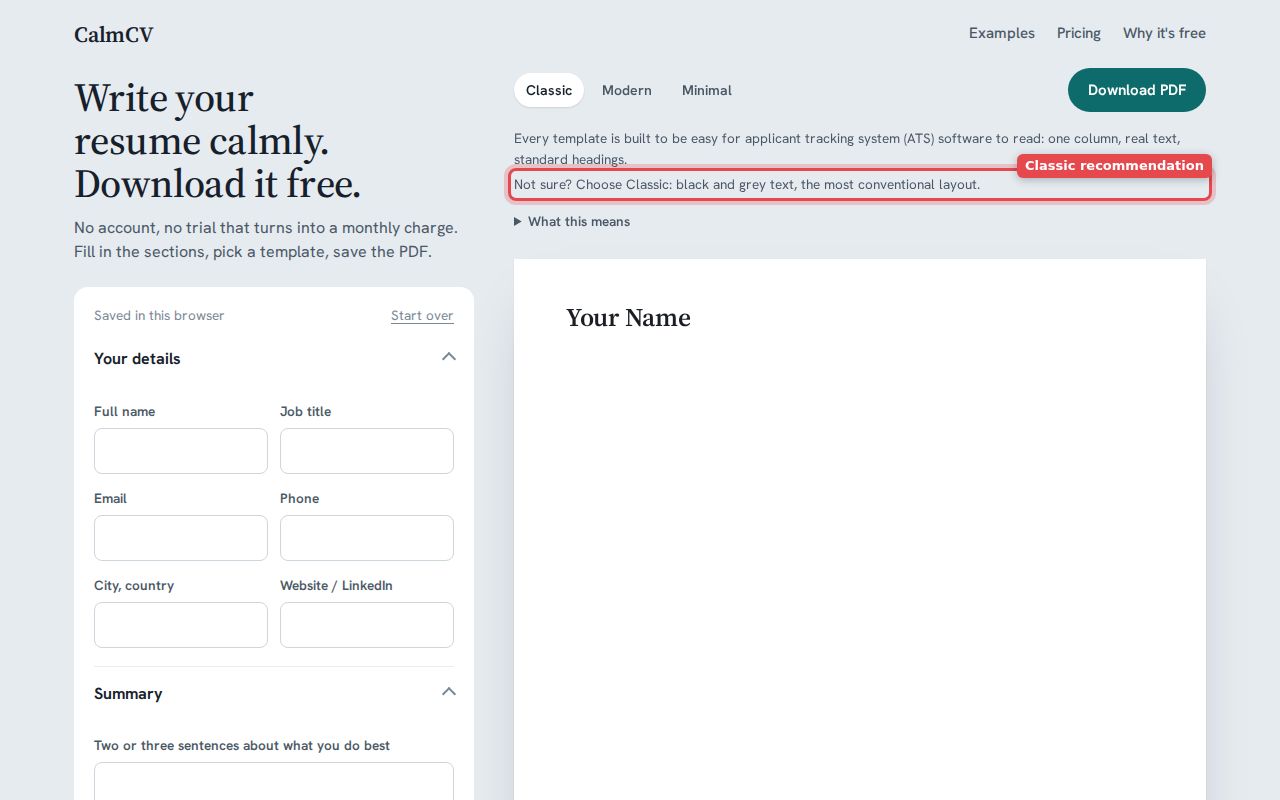 CalmCV
Examples
Pricing
Why it's free
Write your
resume calmly.
Download it free.
No account, no trial that turns into a monthly charge.
Fill in the sections, pick a template, save the PDF.
Saved in this browser
Start over
Your details
Full name
Job title
Email
Phone
City, country
Website / LinkedIn
Summary
Two or three sentences about what you do best
Classic
Modern
Minimal
Download PDF
Every template is built to be easy for applicant tracking system (ATS) software to read: one column, real text,
standard headings.
Classic recommendation
Not sure? Choose Classic: black and grey text, the most conventional layout.
What this means
Your Name